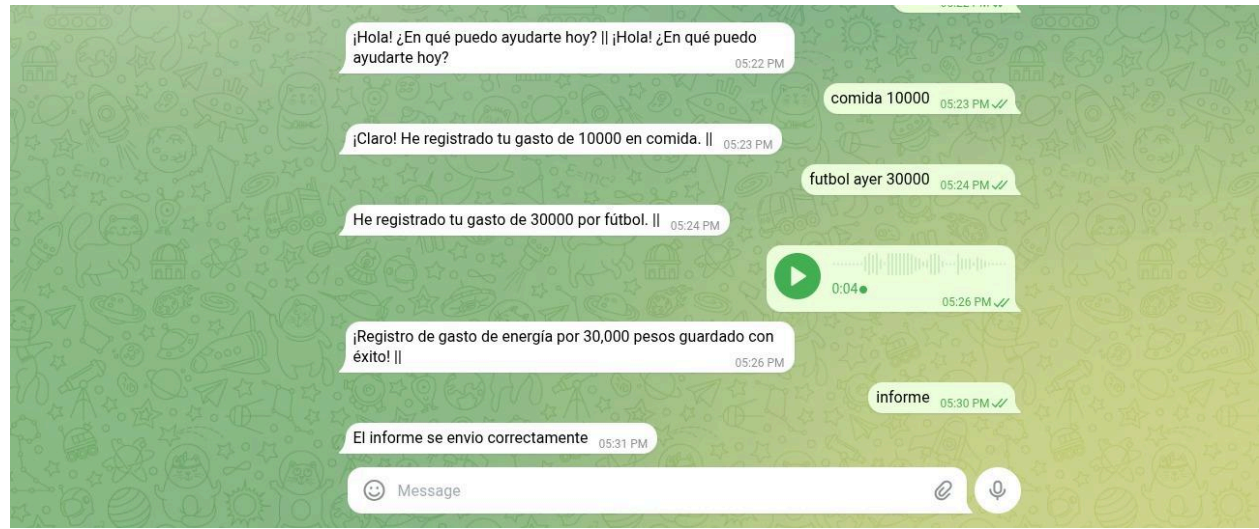 ¡Hola! ¿En qué puedo ayudarte hoy? || ¡Hola! ¿En qué puedo
ayudarte hoy?
05:22 PM
comida 10000 05:23 PM
¡Claro! He registrado tu gasto de 10000 en comida. || 05:23 PM
futbol ayer 30000 05:24 PM
He registrado tu gasto de 30000 por fútbol. || 05:24 PM
0:04
05:26 PM
¡Registro de gasto de energía por 30,000 pesos guardado con
éxito! ||
05:26 PM
informe 05:30 PM
El informe se envio correctamente 05:31 PM
Message